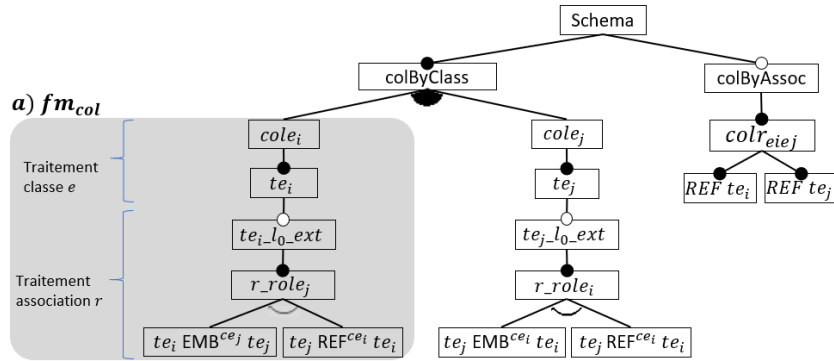 Schema
colByClass
colByAssoc
a) fm_col
cole_i
cole_j
colr_eiej
Traitement
classe e
te_i
te_j
REF te_i
REF te_j
te_i_l_0_ext
te_j_l_0_ext
Traitement
association r
r_role_j
r_role_i
te_i EMB^ce_j te_j
te_j REF^ce_i te_i
te_j EMB^ce_i te_i
te_j REF^ce_i te_i